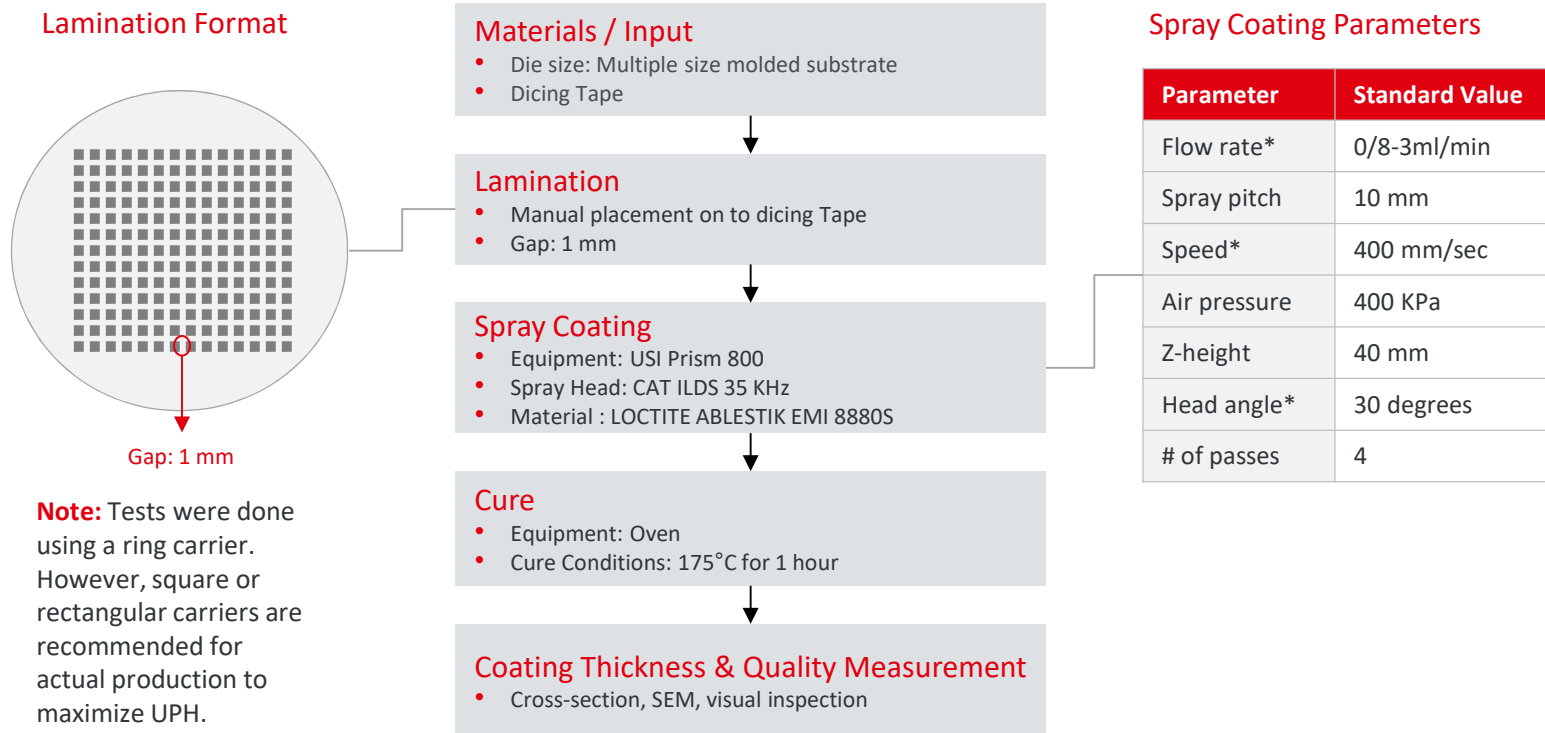 Lamination Format
Gap: 1 mm
Note: Tests were done
using a ring carrier.
However, square or
rectangular carriers are
recommended for
actual production to
maximize UPH.
Materials / Input
• Die size: Multiple size molded substrate
• Dicing Tape
Lamination
• Manual placement on to dicing Tape
• Gap: 1 mm
Spray Coating
• Equipment: USI Prism 800
• Spray Head: CAT ILDS 35 KHz
• Material : LOCTITE ABLESTIK EMI 8880S
Cure
• Equipment: Oven
• Cure Conditions: 175°C for 1 hour
Coating Thickness & Quality Measurement
• Cross-section, SEM, visual inspection
Spray Coating Parameters
Parameter Standard Value
Flow rate* 0/8-3ml/min
Spray pitch 10 mm
Speed* 400 mm/sec
Air pressure 400 KPa
Z-height 40 mm
Head angle* 30 degrees
# of passes 4